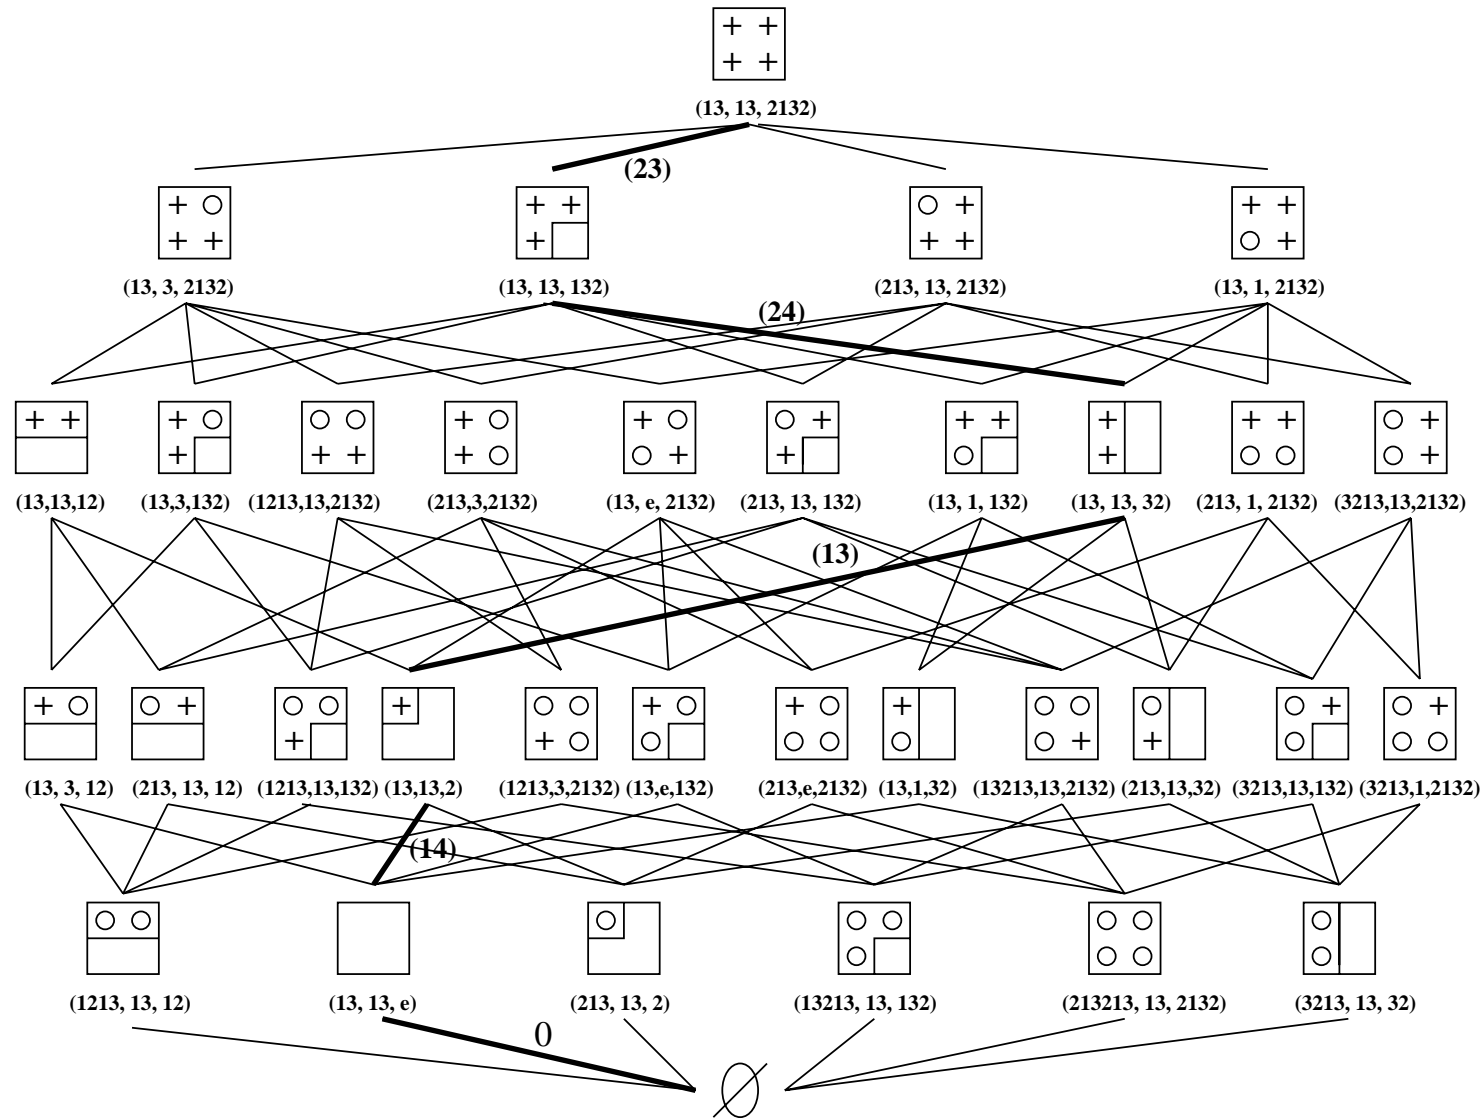 + +
+ +
(13, 13, 2132)
(23)
+ ○ + + ○ + + +
+ + + + + ○ +
(13, 3, 2132) (13, 13, 132) (213, 13, 2132) (13, 1, 2132)
(24)
+ + + ○ ○ ○ + ○ + ○ ○ + + + + + + ○ +
+ + + + ○ ○ + + ○ + ○ ○ ○ +
(13,13,12) (13,3,132) (1213,13,2132) (213,3,2132) (13, e, 2132) (213, 13, 132) (13, 1, 132) (13, 13, 32) (213, 1, 2132) (3213,13,2132)
(13)
+ ○ ○ + ○ ○ + ○ ○ + ○ + ○ + ○ ○ ○ ○ + ○ +
+ + ○ ○ ○ ○ ○ ○ + + ○ ○ ○
(13, 3, 12) (213, 13, 12) (1213,13,132) (13,13,2) (1213,3,2132) (13,e,132) (213,e,2132) (13,1,32) (13213,13,2132) (213,13,32) (3213,13,132) (3213,1,2132)
(14)
○ ○ ○ ○ ○ ○ ○ ○
○ ○ ○ ○
(1213, 13, 12) (13, 13, e) (213, 13, 2) (13213, 13, 132) (213213, 13, 2132) (3213, 13, 32)
0
∅